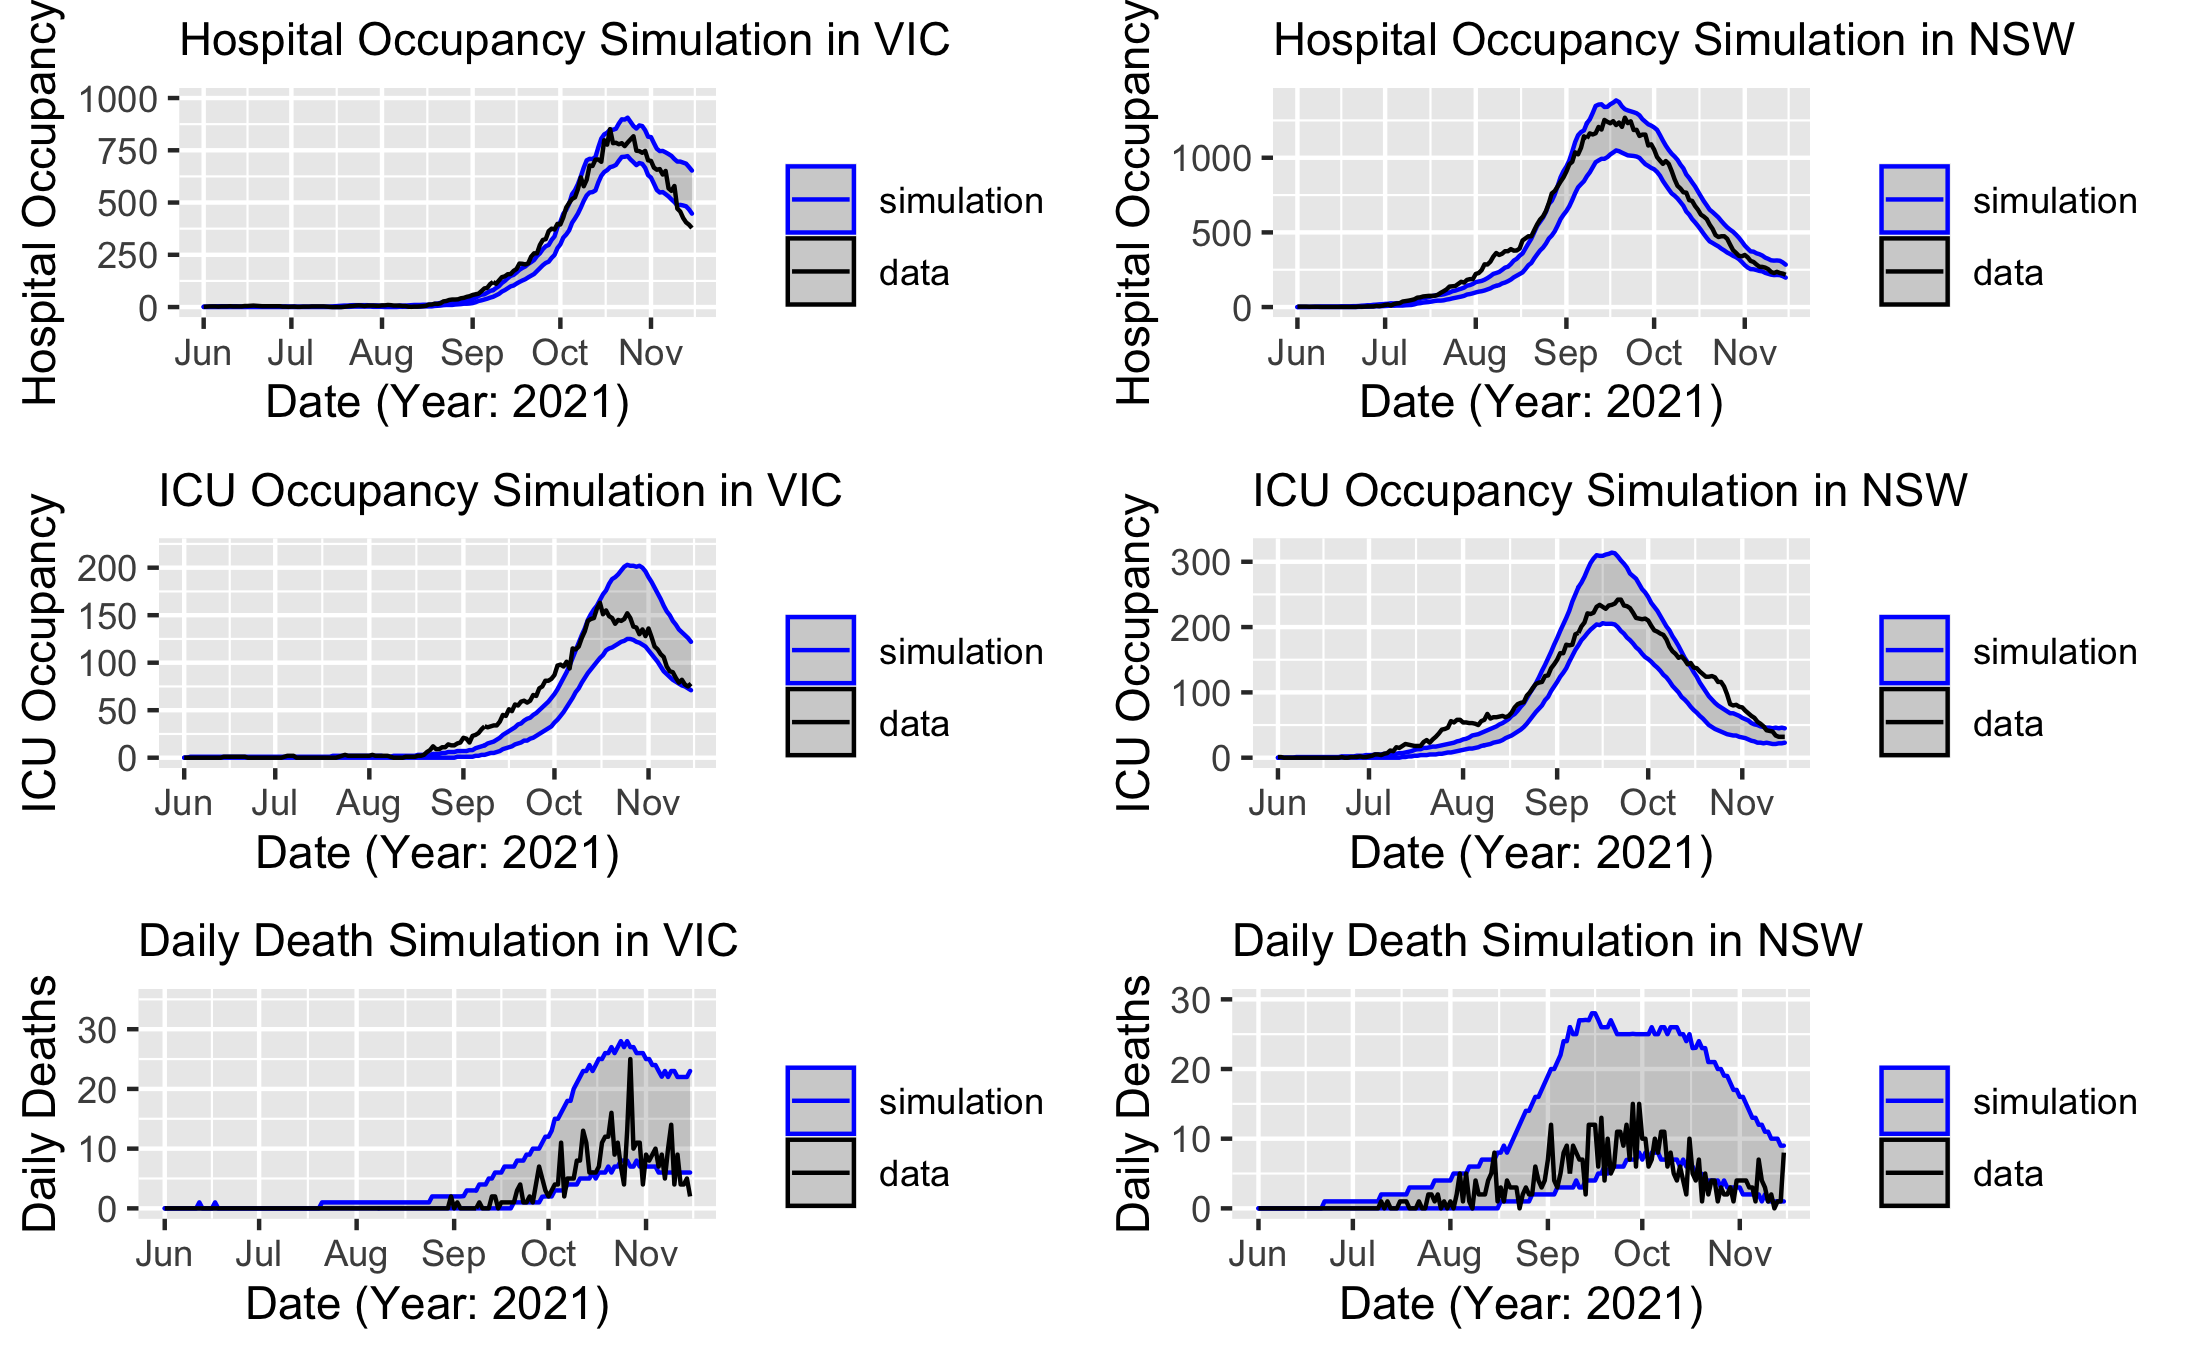 Hospital Occupancy Simulation in VIC
Hospital Occupancy
1000
750
500
250
0
Jun Jul Aug Sep Oct Nov
Date (Year: 2021)
simulation
data
Hospital Occupancy Simulation in NSW
Hospital Occupancy
1000
500
0
Jun Jul Aug Sep Oct Nov
Date (Year: 2021)
simulation
data
ICU Occupancy Simulation in VIC
ICU Occupancy
200
150
100
50
0
Jun Jul Aug Sep Oct Nov
Date (Year: 2021)
simulation
data
ICU Occupancy Simulation in NSW
ICU Occupancy
300
200
100
0
Jun Jul Aug Sep Oct Nov
Date (Year: 2021)
simulation
data
Daily Death Simulation in VIC
Daily Deaths
30
20
10
0
Jun Jul Aug Sep Oct Nov
Date (Year: 2021)
simulation
data
Daily Death Simulation in NSW
Daily Deaths
30
20
10
0
Jun Jul Aug Sep Oct Nov
Date (Year: 2021)
simulation
data